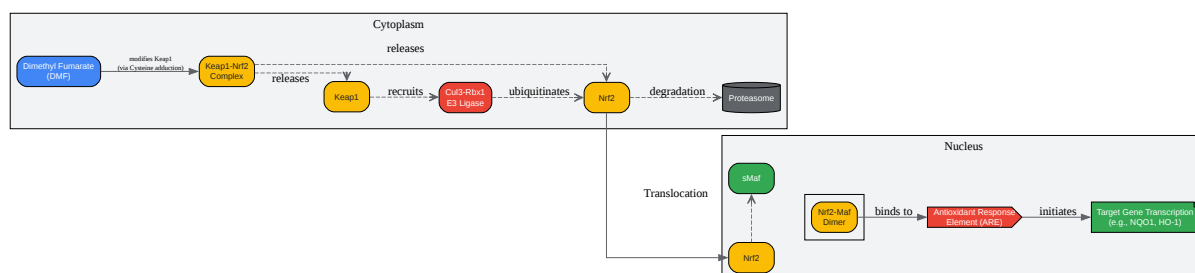 Cytoplasm
Dimethyl Fumarate
(DMF)
modifies Keap1
(via Cysteine adduction)
Keap1-Nrf2
Complex
releases
releases
Keap1
recruits
Cul3-Rbx1
E3 Ligase
ubiquitinates
Nrf2
degradation
Proteasome
Translocation
Nucleus
sMaf
Nrf2
Nrf2-Maf
Dimer
binds to
Antioxidant Response
Element (ARE)
initiates
Target Gene Transcription
(e.g., NQO1, HO-1)